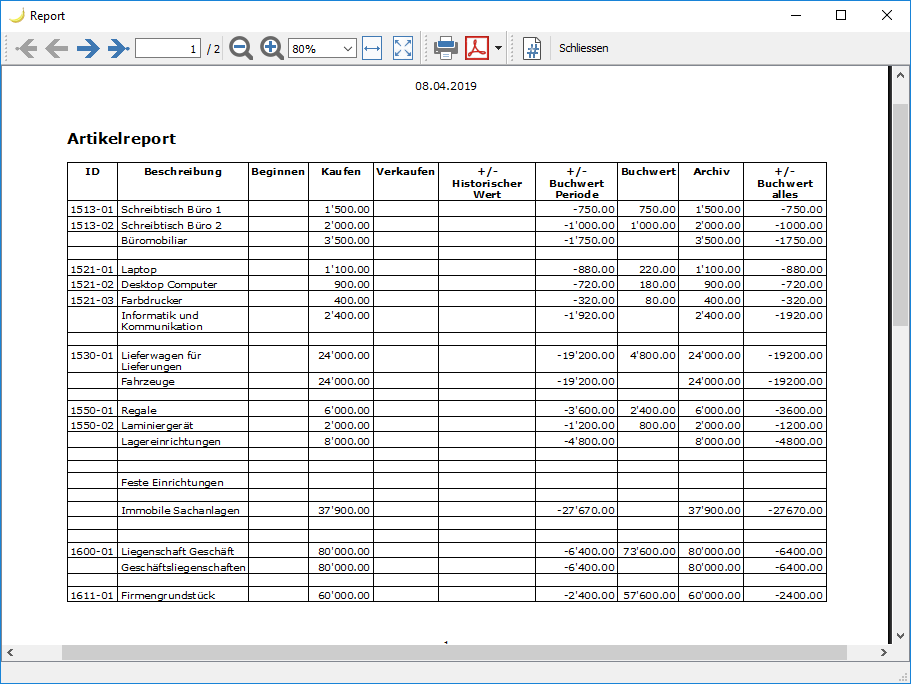 Report
1 / 2 80% Schliessen
08.04.2019
Artikelreport
ID Beschreibung Beginnen Kaufen Verkaufen +/- Historischer Wert +/- Buchwert Periode Buchwert Archiv +/- Buchwert alles
1513-01 Schreibtisch Büro 1 1'500.00 -750.00 750.00 1'500.00 -750.00
1513-02 Schreibtisch Büro 2 2'000.00 -1'000.00 1'000.00 2'000.00 -1000.00
Büromobiliar 3'500.00 -1'750.00 3'500.00 -1750.00
1521-01 Laptop 1'100.00 -880.00 220.00 1'100.00 -880.00
1521-02 Desktop Computer 900.00 -720.00 180.00 900.00 -720.00
1521-03 Farbdrucker 400.00 -320.00 80.00 400.00 -320.00
Informatik und Kommunikation 2'400.00 -1'920.00 2'400.00 -1920.00
1530-01 Lieferwagen für Lieferungen 24'000.00 -19'200.00 4'800.00 24'000.00 -19200.00
Fahrzeuge 24'000.00 -19'200.00 24'000.00 -19200.00
1550-01 Regale 6'000.00 -3'600.00 2'400.00 6'000.00 -3600.00
1550-02 Laminiergerät 2'000.00 -1'200.00 800.00 2'000.00 -1200.00
Lagereinrichtungen 8'000.00 -4'800.00 8'000.00 -4800.00
Feste Einrichtungen
Immobile Sachanlagen 37'900.00 -27'670.00 37'900.00 -27670.00
1600-01 Liegenschaft Geschäft 80'000.00 -6'400.00 73'600.00 80'000.00 -6400.00
Geschäftsliegenschaften 80'000.00 -6'400.00 80'000.00 -6400.00
1611-01 Firmengrundstück 60'000.00 -2'400.00 57'600.00 60'000.00 -2400.00